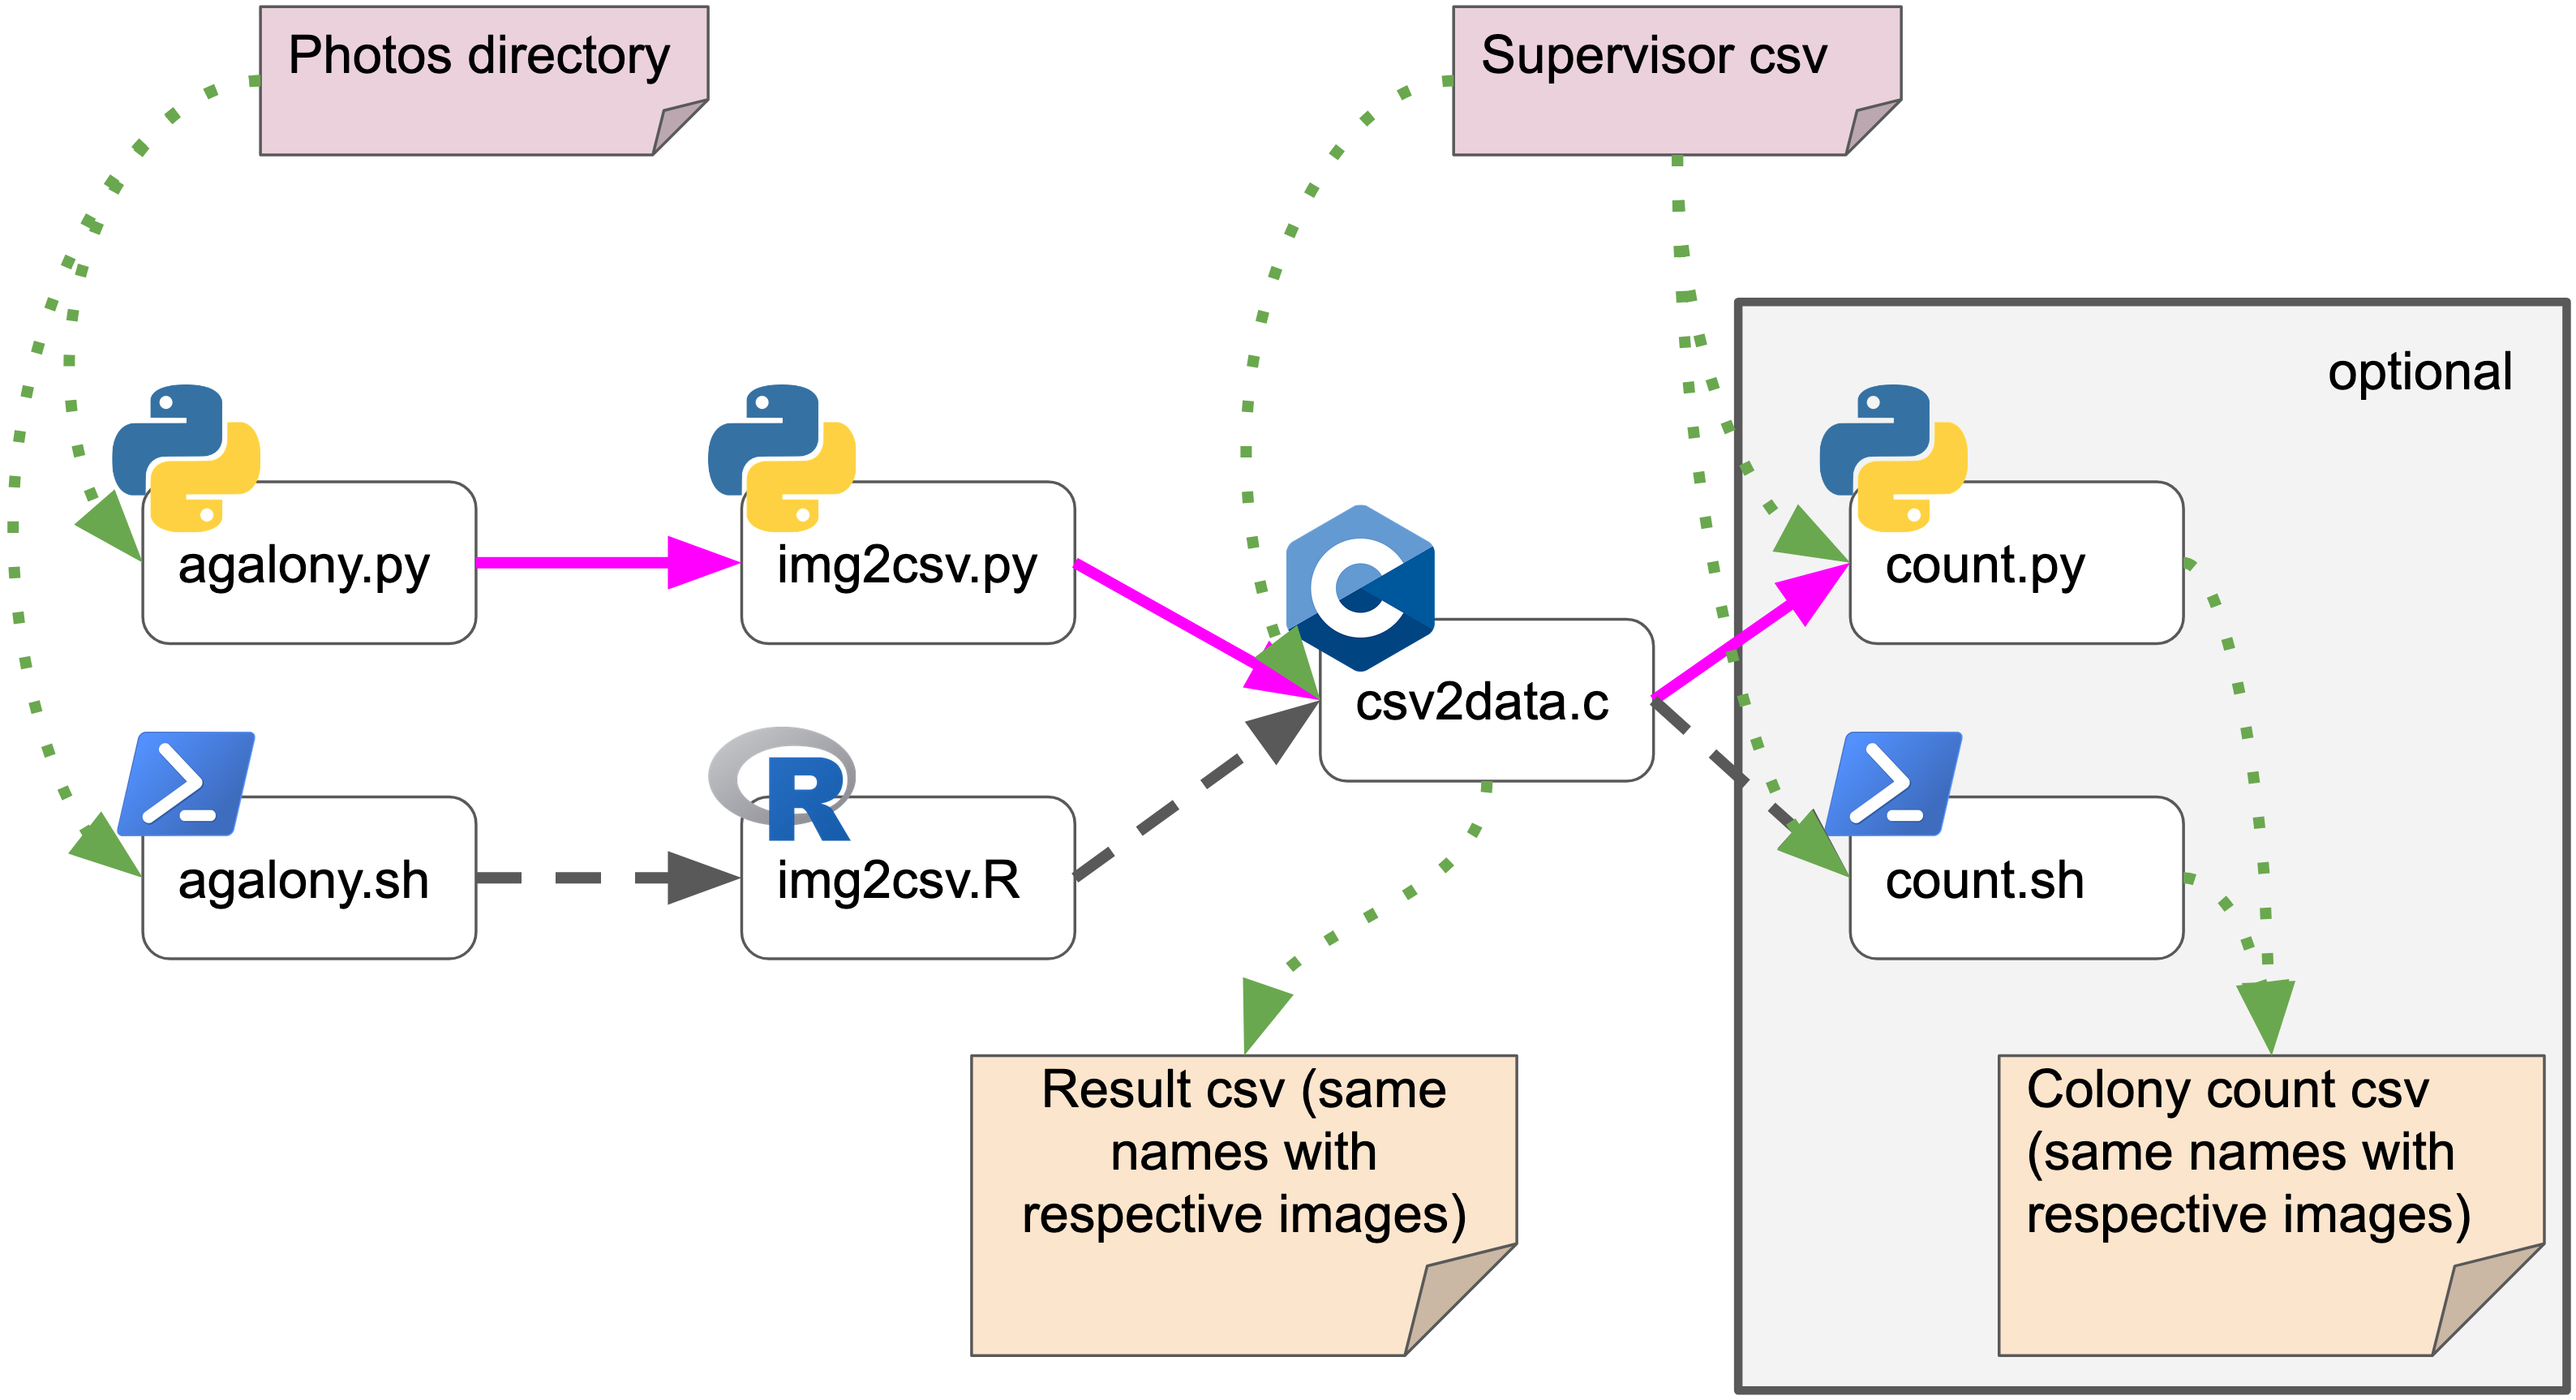 Photos directory
Supervisor csv
optional
agalony.py
img2csv.py
count.py
csv2data.c
agalony.sh
img2csv.R
count.sh
Result csv (same
names with
respective images)
Colony count csv
(same names with
respective images)